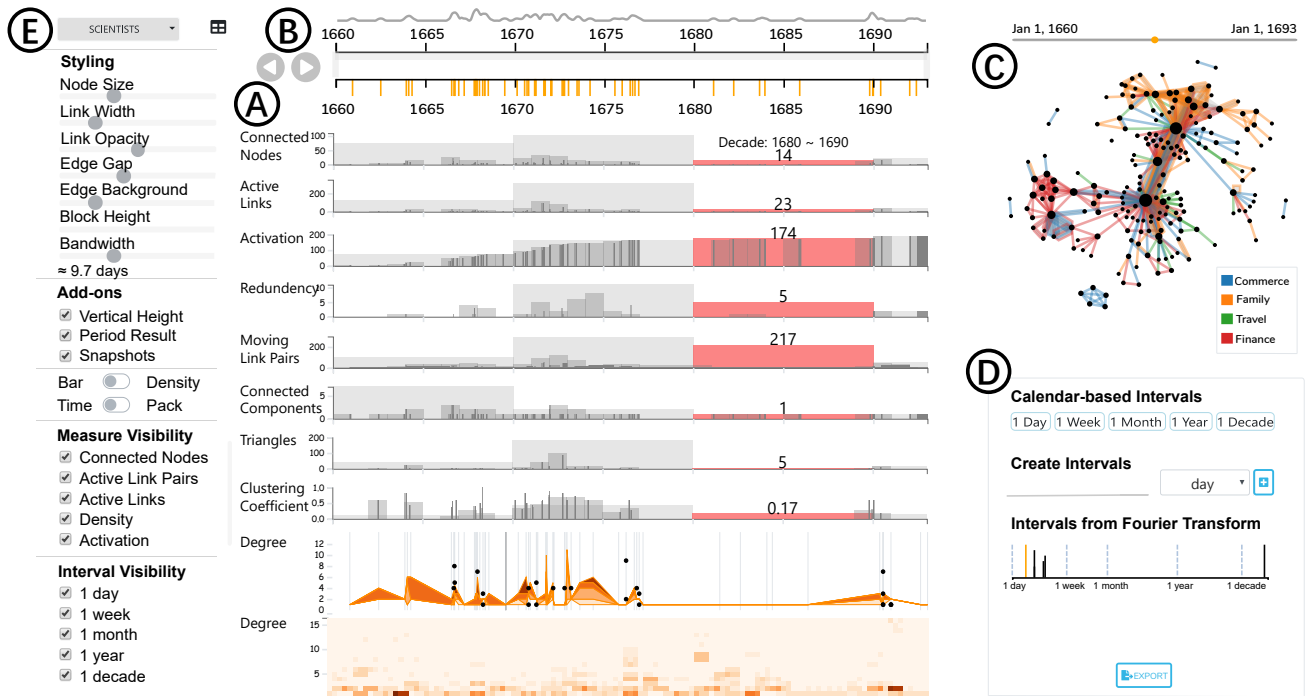 E
SCIENTISTS
Styling
Node Size
Link Width
Link Opacity
Edge Gap
Edge Background
Block Height
Bandwidth
≈ 9.7 days
Add-ons
Vertical Height
Period Result
Snapshots
Bar Density
Time Pack
Measure Visibility
Connected Nodes
Active Link Pairs
Active Links
Density
Activation
Interval Visibility
1 day
1 week
1 month
1 year
1 decade
B
1660 1665 1670 1675 1680 1685 1690
A
1660 1665 1670 1675 1680 1685 1690
Connected
Nodes
100
50
0
Decade: 1680 ~ 1690
14
Active
Links
200
0
23
Activation
200
100
0
174
Redundency
10
5
0
5
Moving
Link Pairs
200
0
217
Connected
Components
5
0
1
Triangles
200
100
0
5
Clustering
Coefficient
1.0
0.5
0.0
0.17
Degree
12
10
8
6
4
2
0
1660 1665 1670 1675 1680 1685 1690
Degree
15
10
5
Jan 1, 1660 Jan 1, 1693
C
Commerce
Family
Travel
Finance
D
Calendar-based Intervals
1 Day 1 Week 1 Month 1 Year 1 Decade
Create Intervals
day
Intervals from Fourier Transform
1 day 1 week 1 month 1 year 1 decade
EXPORT